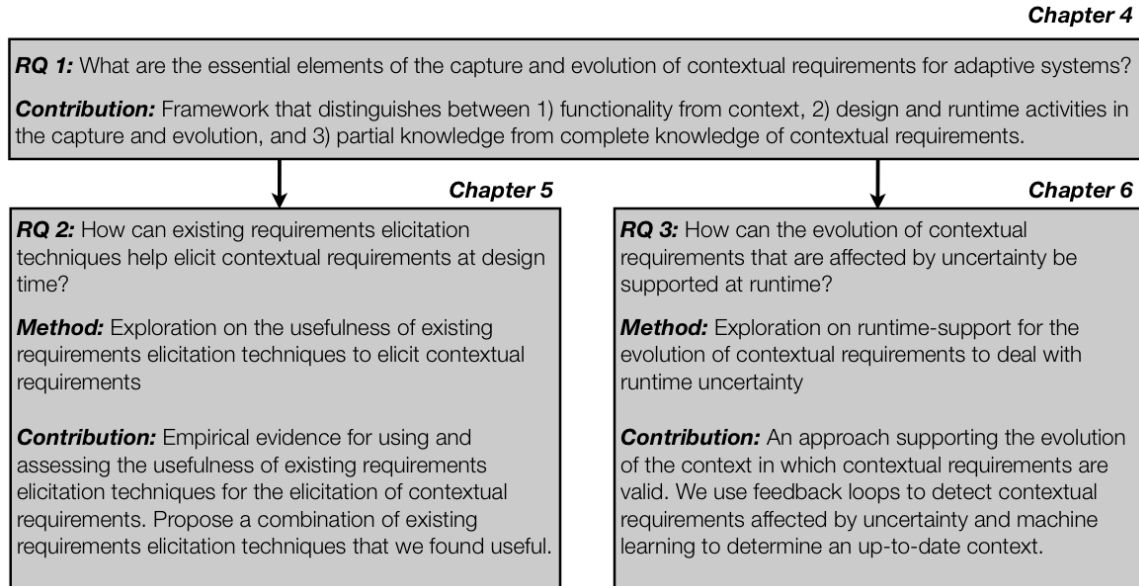 Chapter 4
RQ 1: What are the essential elements of the capture and evolution of contextual requirements for adaptive systems?
Contribution: Framework that distinguishes between 1) functionality from context, 2) design and runtime activities in
the capture and evolution, and 3) partial knowledge from complete knowledge of contextual requirements.
Chapter 5
RQ 2: How can existing requirements elicitation
techniques help elicit contextual requirements at design
time?
Method: Exploration on the usefulness of existing
requirements elicitation techniques to elicit contextual
requirements
Contribution: Empirical evidence for using and
assessing the usefulness of existing requirements
elicitation techniques for the elicitation of contextual
requirements. Propose a combination of existing
requirements elicitation techniques that we found useful.
Chapter 6
RQ 3: How can the evolution of contextual
requirements that are affected by uncertainty be
supported at runtime?
Method: Exploration on runtime-support for the
evolution of contextual requirements to deal with
runtime uncertainty
Contribution: An approach supporting the evolution
of the context in which contextual requirements are
valid. We use feedback loops to detect contextual
requirements affected by uncertainty and machine
learning to determine an up-to-date context.